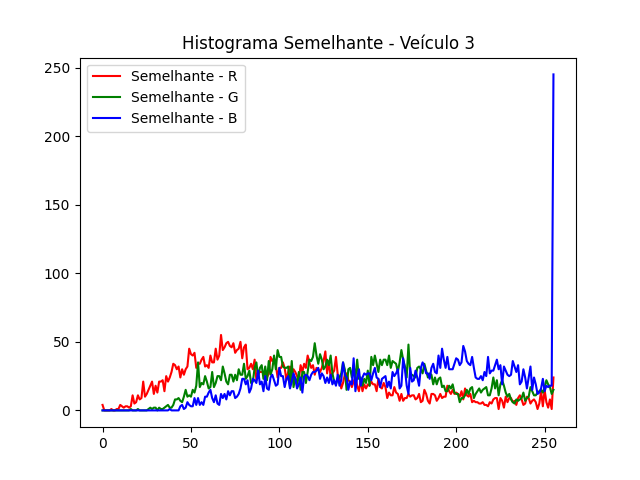 Histograma Semelhante - Veículo 3
Semelhante - R
Semelhante - G
Semelhante - B
250
200
150
100
50
0
0 50 100 150 200 250